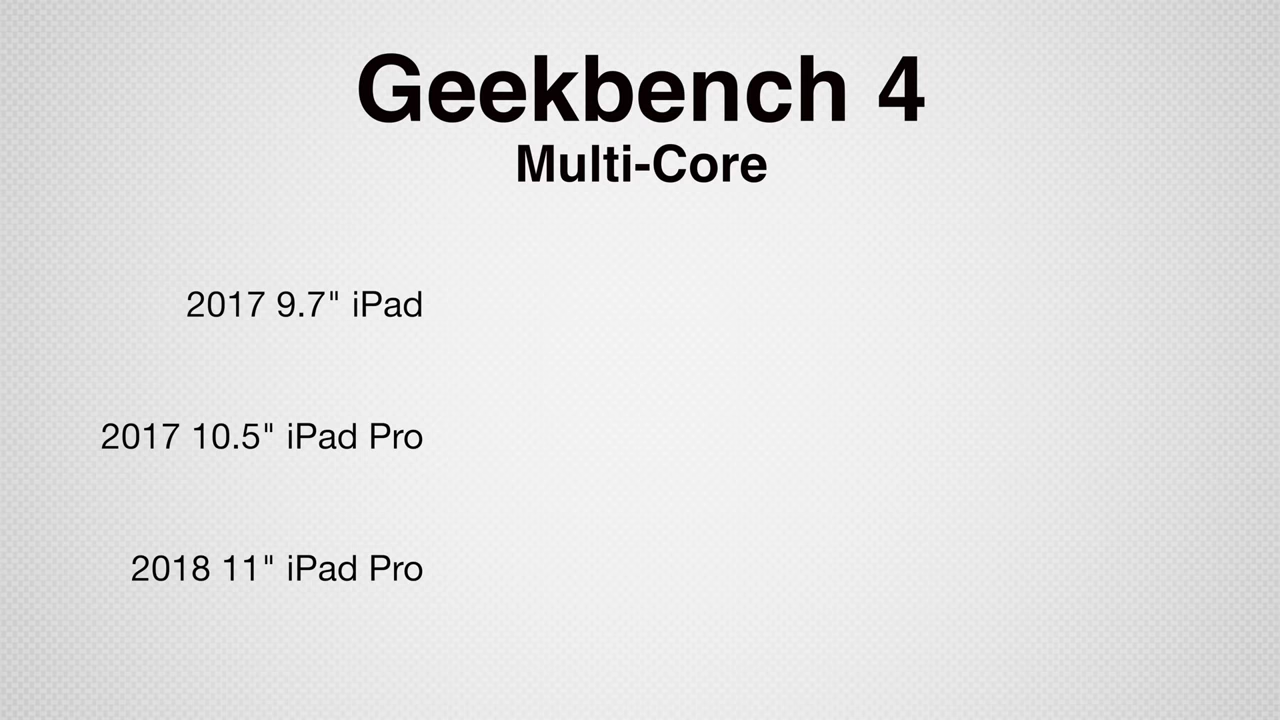 Geekbench 4
Multi-Core
2017 9.7" iPad
2017 10.5" iPad Pro
2018 11" iPad Pro